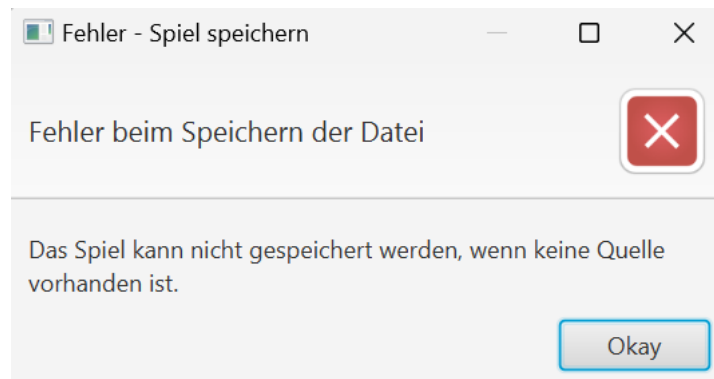 Fehler - Spiel speichern
Fehler beim Speichern der Datei
Das Spiel kann nicht gespeichert werden, wenn keine Quelle
vorhanden ist.
Okay